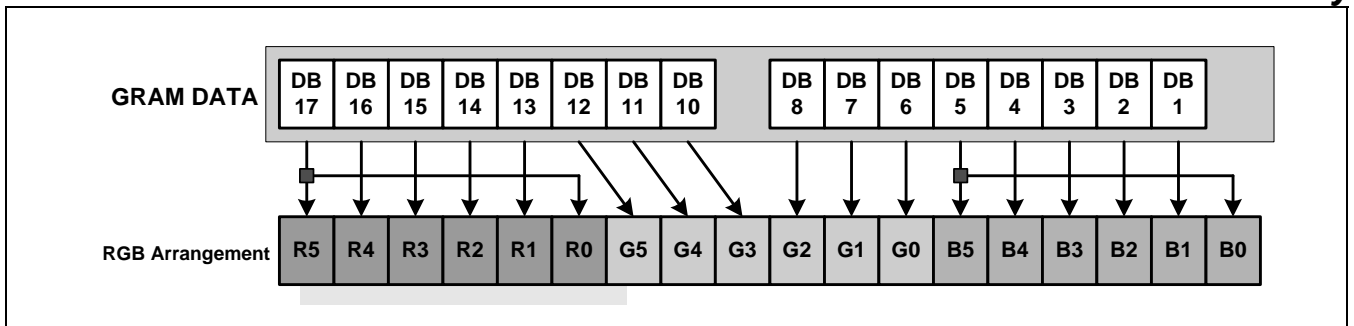 GRAM DATA
DB DB DB DB DB DB DB DB DB DB DB DB DB DB DB DB
17 16 15 14 13 12 11 10 8 7 6 5 4 3 2 1
RGB Arrangement R5 R4 R3 R2 R1 R0 G5 G4 G3 G2 G1 G0 B5 B4 B3 B2 B1 B0